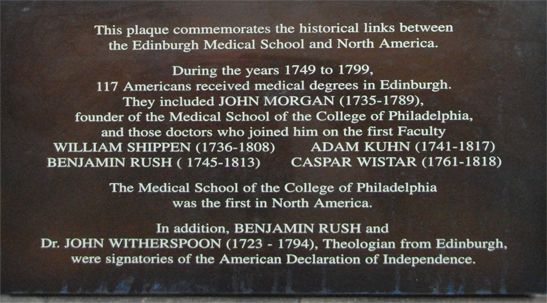 This plaque commemorates the historical links between
the Edinburgh Medical School and North America.
During the years 1749 to 1799,
117 Americans received medical degrees in Edinburgh.
They included JOHN MORGAN (1735-1789),
founder of the Medical School of the College of Philadelphia,
and those doctors who joined him on the first Faculty
WILLIAM SHIPPEN (1736-1808) ADAM KUHN (1741-1817)
BENJAMIN RUSH ( 1745-1813) CASPAR WISTAR (1761-1818)
The Medical School of the College of Philadelphia
was the first in North America.
In addition, BENJAMIN RUSH and
Dr. JOHN WITHERSPOON (1723 - 1794), Theologian from Edinburgh,
were signatories of the American Declaration of Independence.